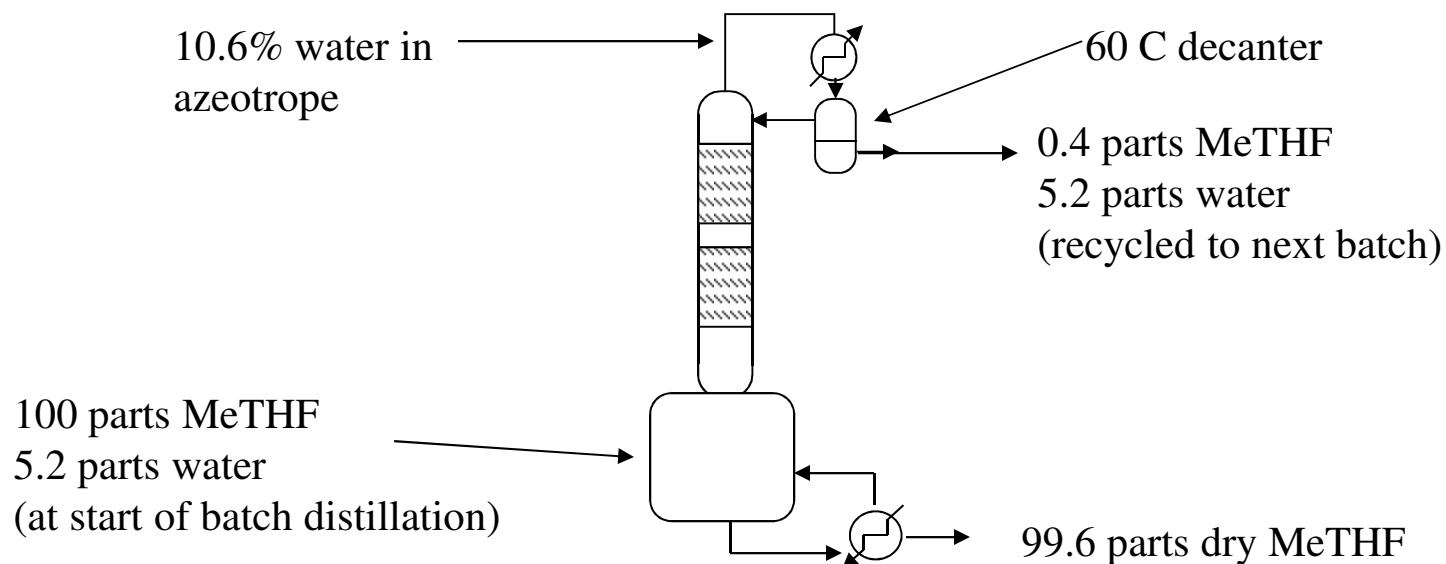 10.6% water in
azeotrope
60 C decanter
0.4 parts MeTHF
5.2 parts water
(recycled to next batch)
100 parts MeTHF
5.2 parts water
(at start of batch distillation)
99.6 parts dry MeTHF